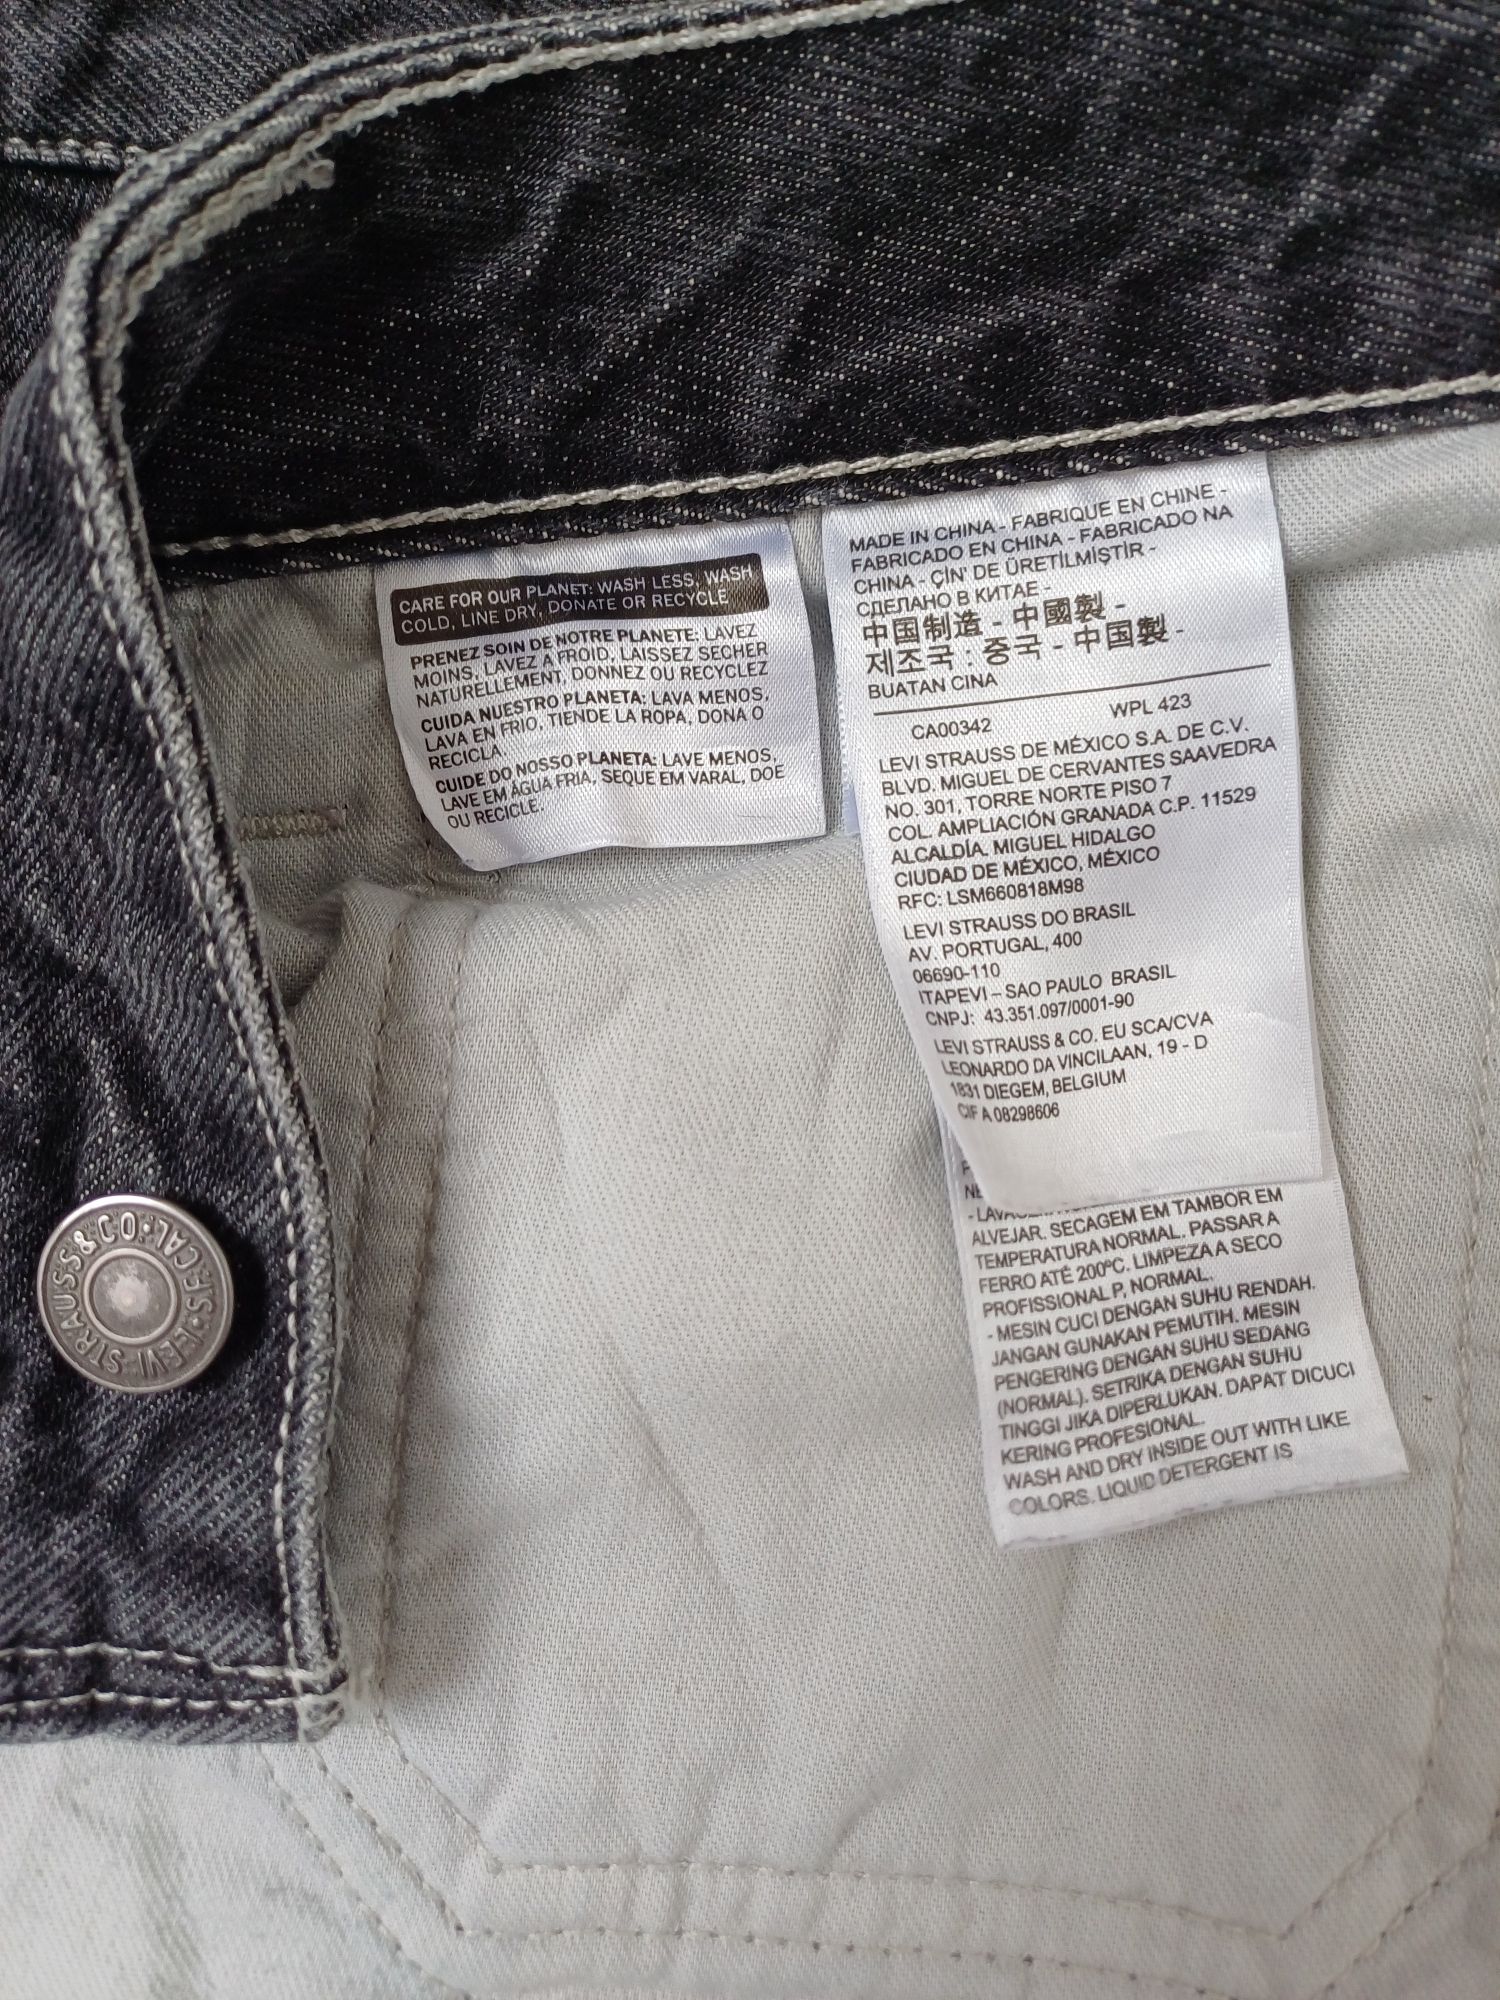 CARE FOR OUR PLANET: WASH LESS, WASH
COLD, LINE DRY, DONATE OR RECYCLE
PRENEZ SOIN DE NOTRE PLANETE: LAVEZ
MOINS, LAVEZ A FROID, LAISSEZ SECHER
NATURELLEMENT, DONNEZ OU RECYCLEZ
CUIDA NUESTRO PLANETA: LAVA MENOS,
LAVA EN FRIO, TIENDE LA ROPA, DONA O
RECICLA.
CUIDE DO NOSSO PLANETA: LAVE MENOS,
LAVE EM ÁGUA FRIA, SEQUE EM VARAL, DOE
OU RECICLE.
MADE IN CHINA - FABRIQUE EN CHINE -
FABRICADO EN CHINA - FABRICADO NA
CHINA - ÇIN' DE ÜRETİLMİŞTİR -
СДЕЛАНО В КИТАЕ -
中国制造 - 中國製 -
제조국 : 중국 - 中国製 -
BUATAN CINA
CA00342 WPL 423
LEVI STRAUSS DE MÉXICO S.A. DE C.V.
BLVD. MIGUEL DE CERVANTES SAAVEDRA
NO. 301, TORRE NORTE PISO 7
COL. AMPLIACIÓN GRANADA C.P. 11529
ALCALDÍA. MIGUEL HIDALGO
CIUDAD DE MÉXICO, MÉXICO
RFC: LSM660818M98
LEVI STRAUSS DO BRASIL
AV. PORTUGAL, 400
06690-110
ITAPEVI – SAO PAULO BRASIL
CNPJ: 43.351.097/0001-90
LEVI STRAUSS & CO. EU SCA/CVA
LEONARDO DA VINCILAAN, 19 - D
1831 DIEGEM, BELGIUM
CIF A 08298606
ALVEJAR. SECAGEM EM TAMBOR EM
TEMPERATURA NORMAL. PASSAR A
FERRO ATÉ 200ºC. LIMPEZA A SECO
PROFISSIONAL P, NORMAL.
- MESIN CUCI DENGAN SUHU RENDAH.
JANGAN GUNAKAN PEMUTIH. MESIN
PENGERING DENGAN SUHU SEDANG
(NORMAL). SETRIKA DENGAN SUHU
TINGGI JIKA DIPERLUKAN. DAPAT DICUCI
KERING PROFESIONAL.
WASH AND DRY INSIDE OUT WITH LIKE
COLORS. LIQUID DETERGENT IS
LEVI STRAUSS & CO. S.F. CAL.